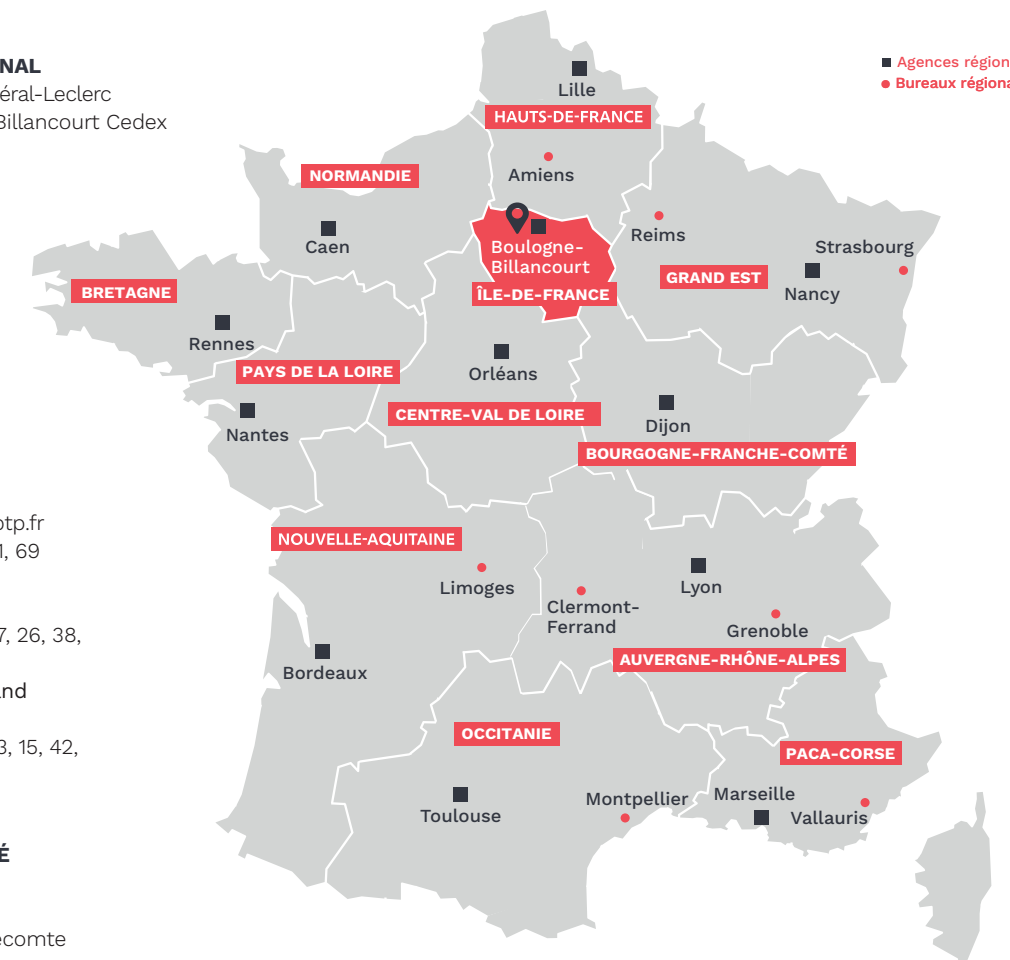 NAL
éral-Leclerc
Billancourt Cedex
ptp.fr
, 69
7, 26, 38,
and
3, 15, 42,
É
ecomte
Agences région
Bureaux régiona
Lille
HAUTS-DE-FRANCE
Amiens
NORMANDIE
Caen
Boulogne-
Billancourt
ÎLE-DE-FRANCE
Reims
Strasbourg
GRAND EST
Nancy
BRETAGNE
Rennes
PAYS DE LA LOIRE
Orléans
Nantes
CENTRE-VAL DE LOIRE
Dijon
BOURGOGNE-FRANCHE-COMTÉ
NOUVELLE-AQUITAINE
Limoges
Clermont-
Ferrand
Lyon
Grenoble
AUVERGNE-RHÔNE-ALPES
Bordeaux
OCCITANIE
PACA-CORSE
Toulouse
Montpellier
Marseille
Vallauris